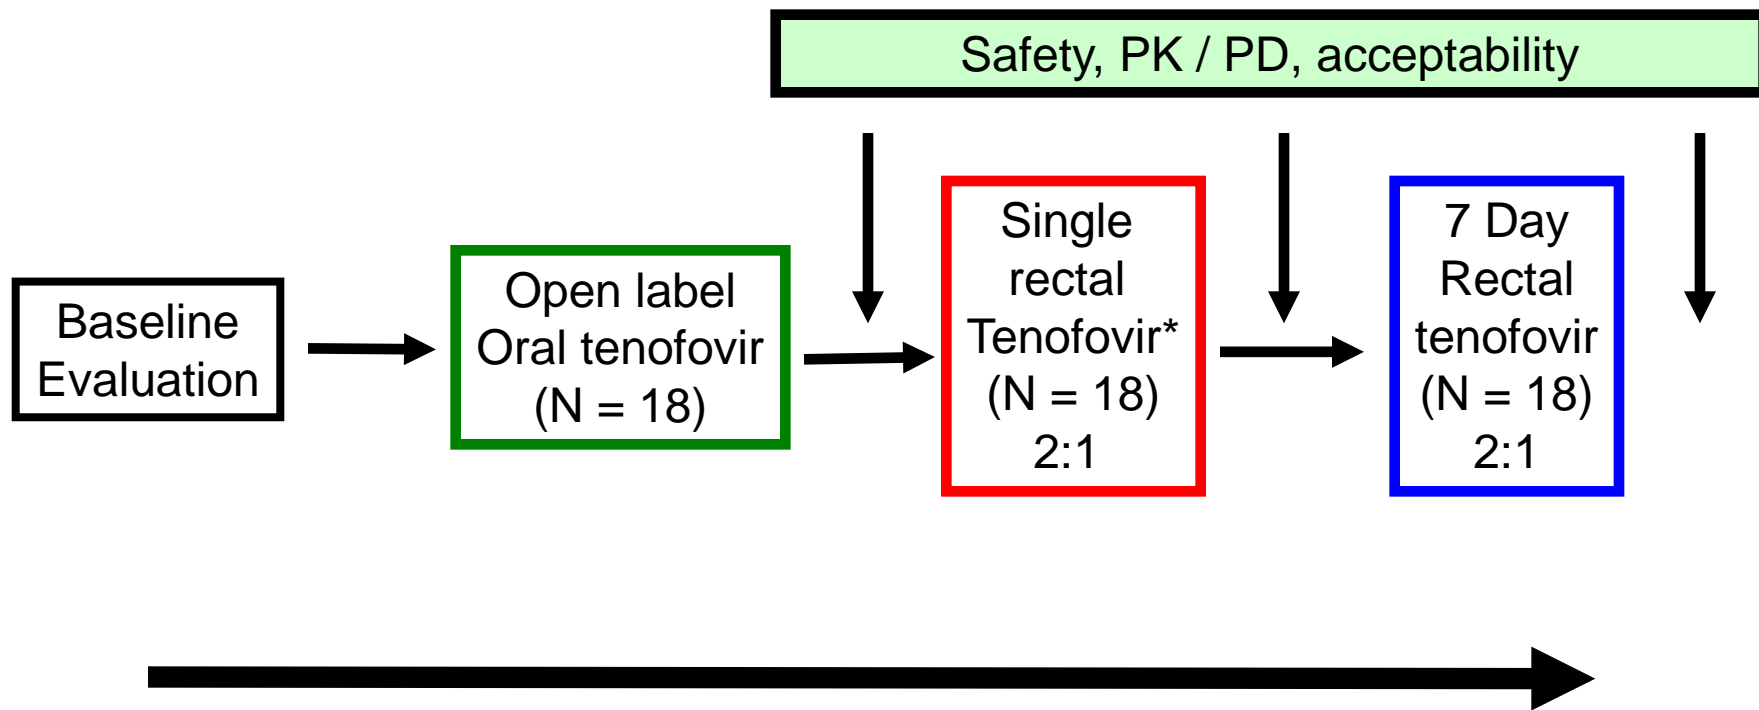 Safety, PK / PD, acceptability
Baseline
Evaluation
Open label
Oral tenofovir
(N = 18)
Single
rectal
Tenofovir*
(N = 18)
2:1
7 Day
Rectal
tenofovir
(N = 18)
2:1